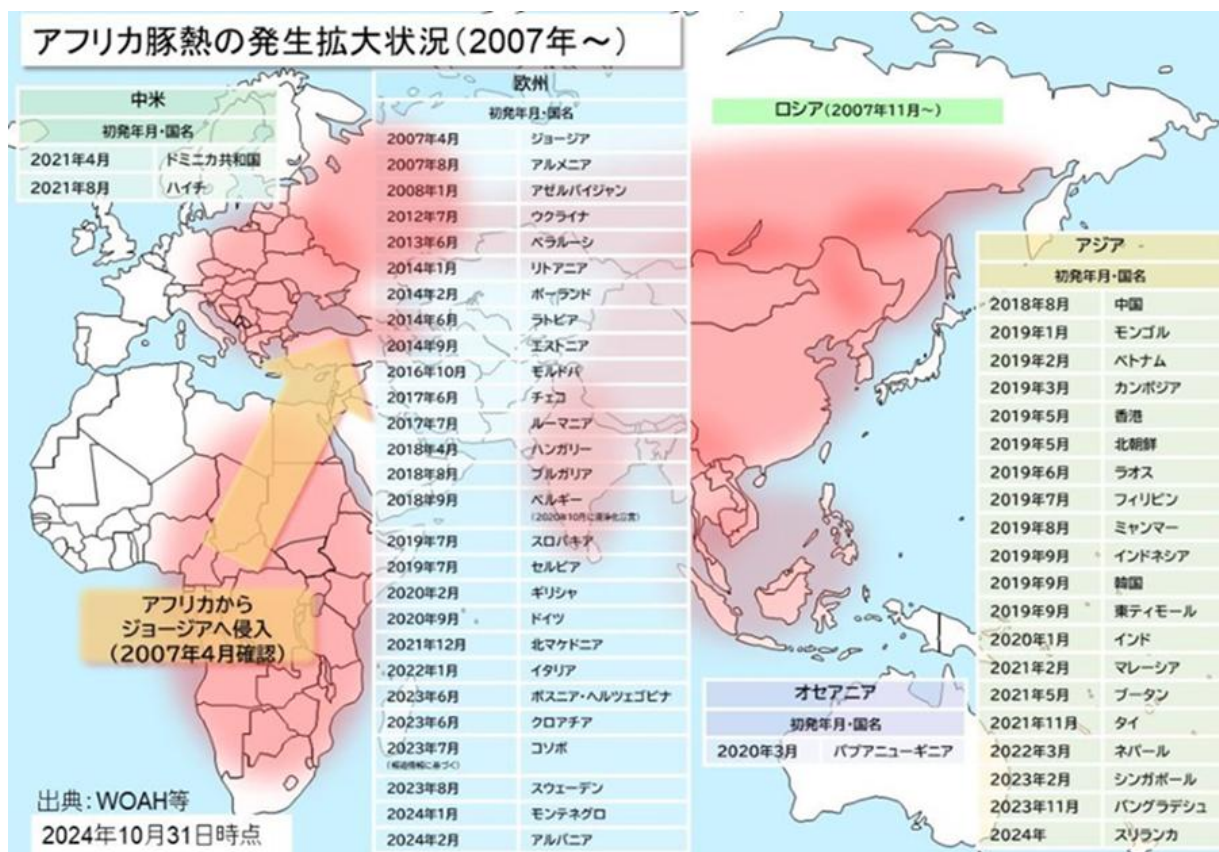 アフリカ豚熱の発生拡大状況(2007年～)
中米
初発年月・国名
2021年4月 ドミニカ共和国
2021年8月 ハイチ
欧州
初発年月・国名
2007年4月 ジョージア
2007年8月 アルメニア
2008年1月 アゼルバイジャン
2012年7月 ウクライナ
2013年6月 ベラルーシ
2014年1月 リトアニア
2014年2月 ポーランド
2014年6月 ラトビア
2014年9月 エストニア
2016年10月 モルドバ
2017年6月 チェコ
2017年7月 ルーマニア
2018年4月 ハンガリー
2018年8月 ブルガリア
2018年9月 ベルギー
(2020年10月に清浄化宣言)
2019年7月 スロバキア
2019年7月 セルビア
2020年2月 ギリシャ
2020年9月 ドイツ
2021年12月 北マケドニア
2022年1月 イタリア
2023年6月 ボスニア・ヘルツェゴビナ
2023年6月 クロアチア
2023年7月 コソボ
(報道情報に基づく)
2023年8月 スウェーデン
2024年1月 モンテネグロ
2024年2月 アルバニア
ロシア(2007年11月～)
アジア
初発年月・国名
2018年8月 中国
2019年1月 モンゴル
2019年2月 ベトナム
2019年3月 カンボジア
2019年5月 香港
2019年5月 北朝鮮
2019年6月 ラオス
2019年7月 フィリピン
2019年8月 ミャンマー
2019年9月 インドネシア
2019年9月 韓国
2019年9月 東ティモール
2020年1月 インド
2021年2月 マレーシア
2021年5月 ブータン
2021年11月 タイ
2022年3月 ネパール
2023年2月 シンガポール
2023年11月 バングラデシュ
2024年 スリランカ
オセアニア
初発年月・国名
2020年3月 パプアニューギニア
アフリカから
ジョージアへ侵入
(2007年4月確認)
出典：WOAH等
2024年10月31日時点